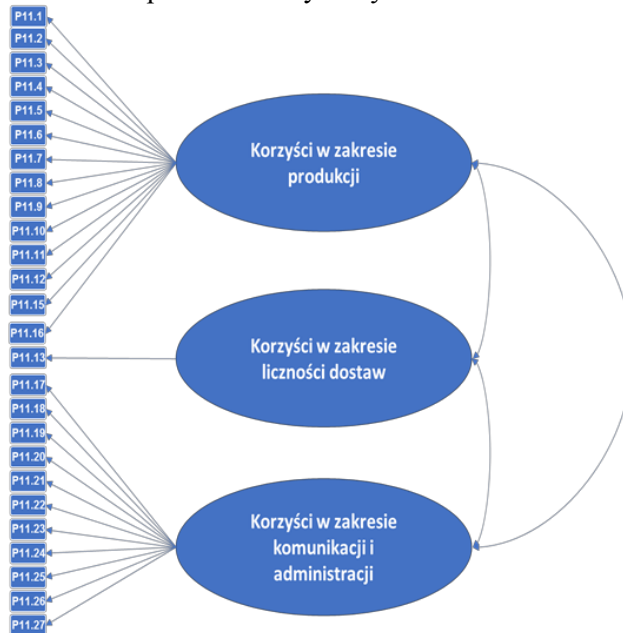 P11.1
P11.2
P11.3
P11.4
P11.5
P11.6
P11.7
P11.8
P11.9
P11.10
P11.11
P11.12
P11.15
P11.16
P11.13
P11.17
P11.18
P11.19
P11.20
P11.21
P11.22
P11.23
P11.24
P11.25
P11.26
P11.27
Korzyści w zakresie
produkcji
Korzyści w zakresie
liczności dostaw
Korzyści w zakresie
komunikacji i
administracji